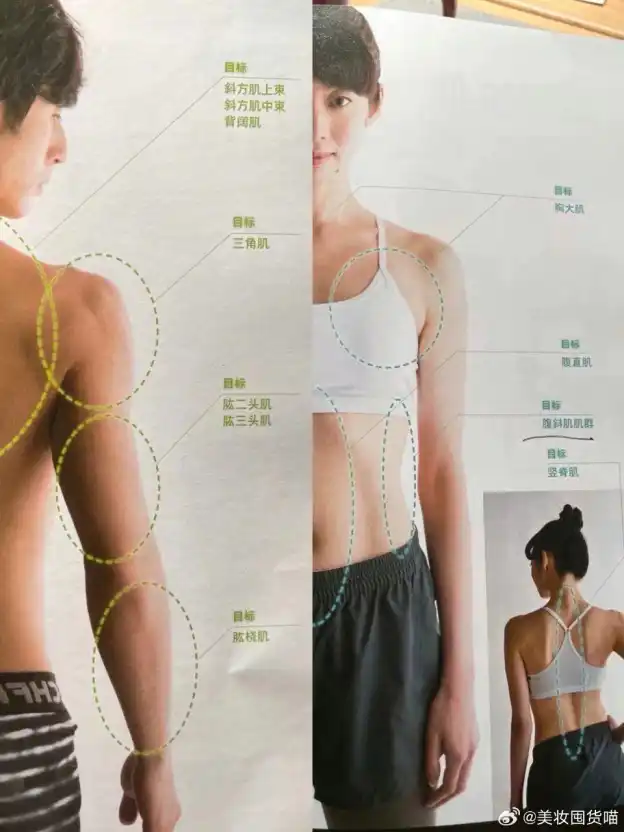 目标
斜方肌上束
斜方肌中束
背阔肌
目标
三角肌
目标
肱二头肌
肱三头肌
目标
肱桡肌
目标
胸大肌
目标
腹直肌
目标
腹斜肌肌群
目标
竖脊肌
@美妆囤货喵